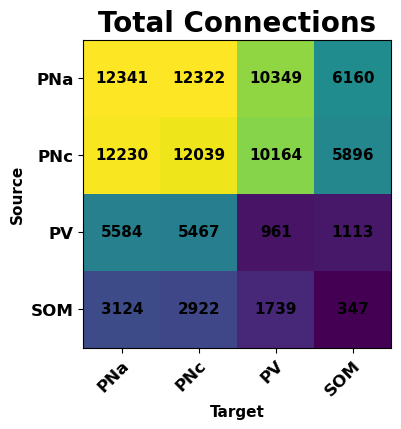 Total Connections
PNa 12341 12322 10349 6160
PNc 12230 12039 10164 5896
PV 5584 5467 961 1113
SOM 3124 2922 1739 347
PNa PNc PV SOM
Source
Target